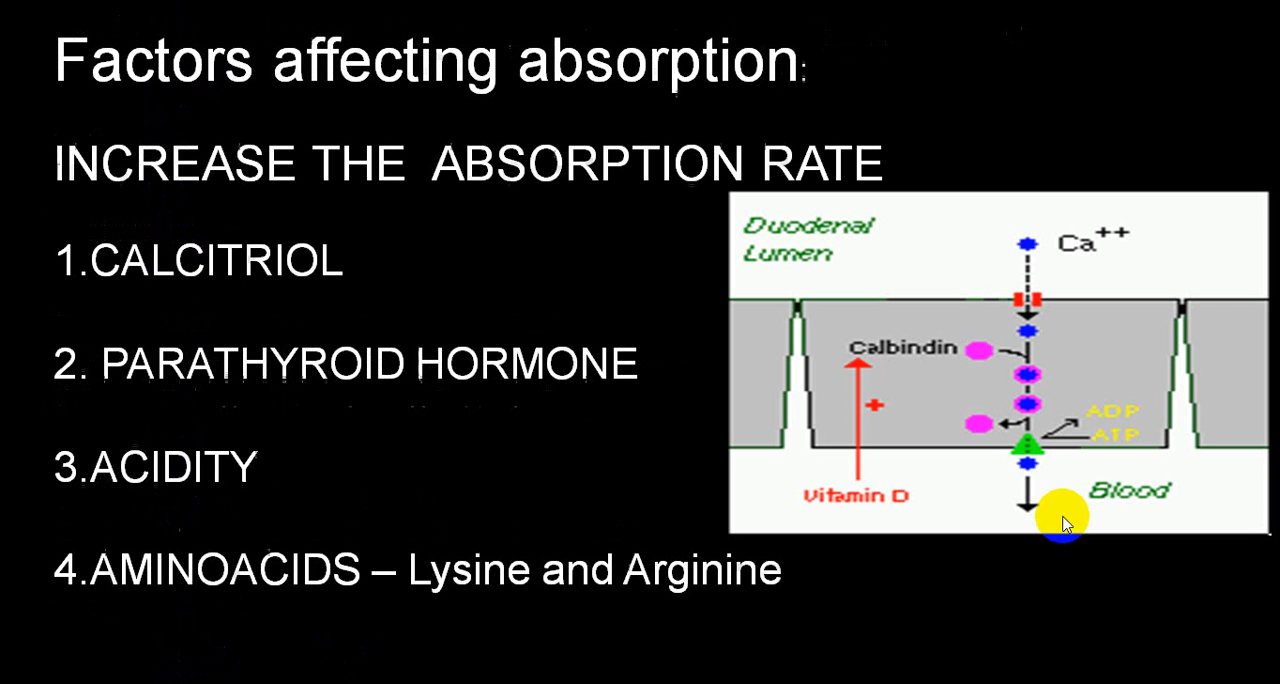 Factors affecting absorption:
INCREASE THE ABSORPTION RATE
1.CALCITRIOL
2. PARATHYROID HORMONE
3.ACIDITY
4.AMINOACIDS – Lysine and Arginine
Duodenal
Lumen
Ca++
Calbindin
+
ADP
ATP
Vitamin D
Blood